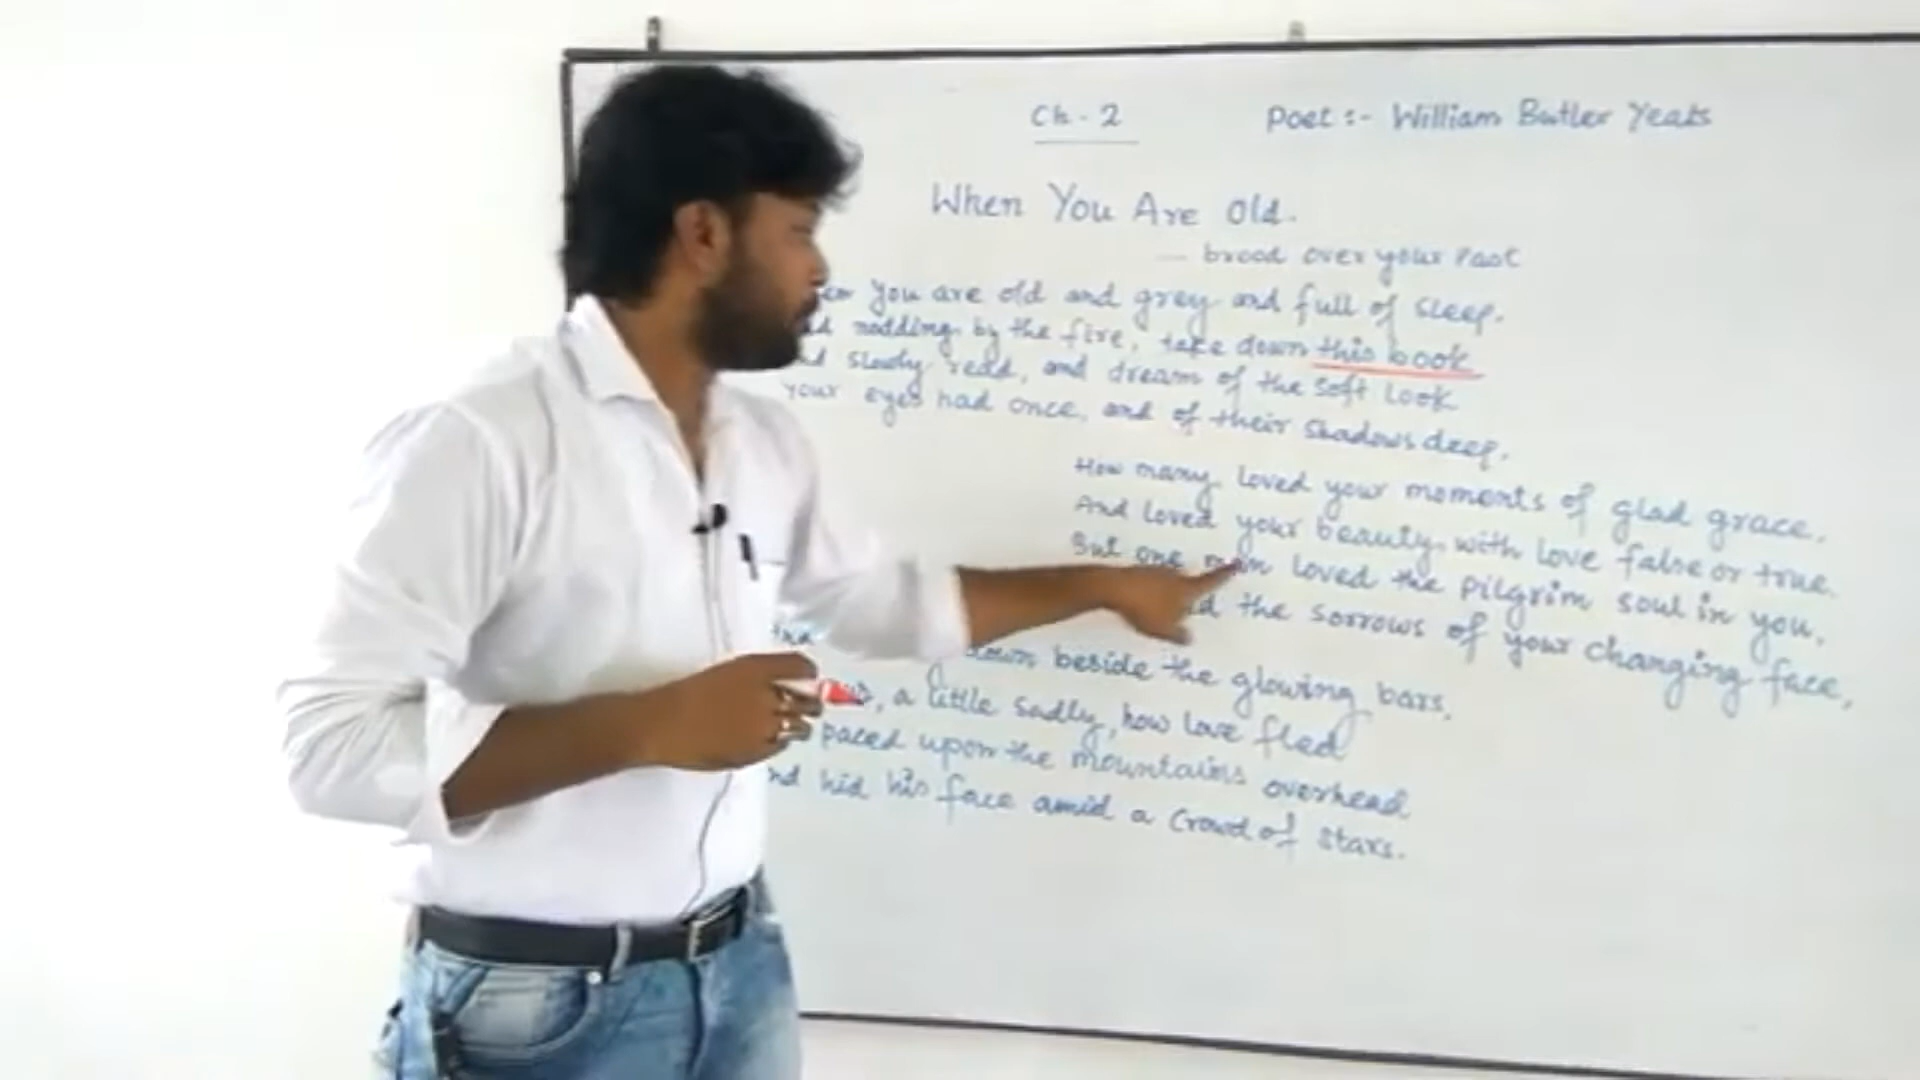 Ch - 2
Poet :- William Butler Yeats
When You Are Old.
— brood over your Past
You are old and grey and full of sleep.
nodding by the fire, take down this book
slowly read, and dream of the soft look
your eyes had once, and of their shadows deep.
How many loved your moments of glad grace.
And loved your beauty, with love false or true.
But one man loved the pilgrim soul in you,
the sorrows of your changing face,
down beside the glowing bars.
, a little sadly, how love fled
paced upon the mountains overhead
hid his face amid a crowd of stars.